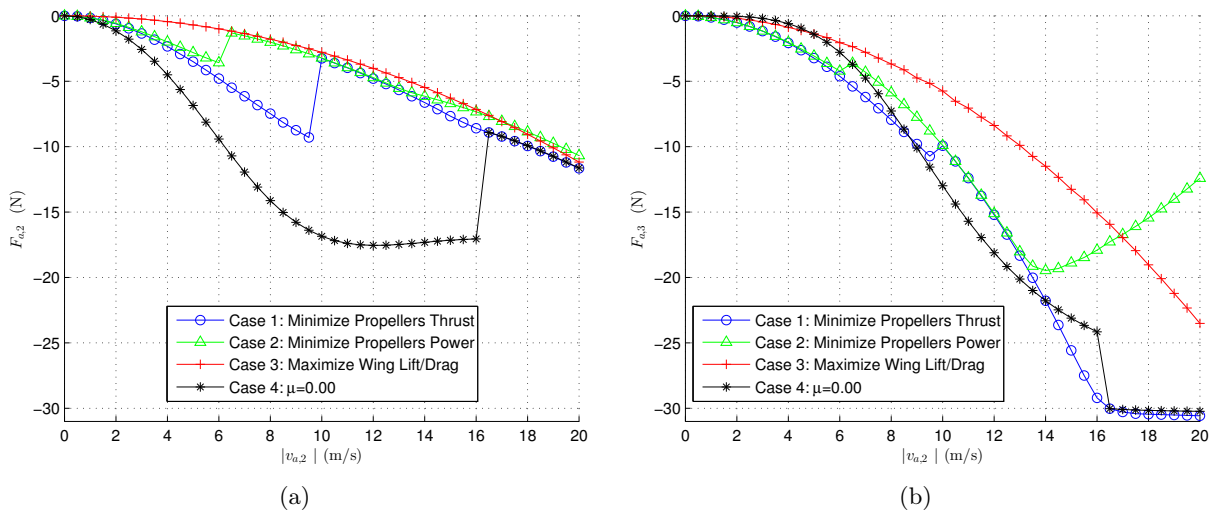 0
−5
−10
−15
−20
−25
−30
F_{a,2} (N)
0 2 4 6 8 10 12 14 16 18 20
|v_{a,2}| (m/s)
Case 1: Minimize Propellers Thrust
Case 2: Minimize Propellers Power
Case 3: Maximize Wing Lift/Drag
Case 4: μ=0.00
(a)
0
−5
−10
−15
−20
−25
−30
F_{a,3} (N)
0 2 4 6 8 10 12 14 16 18 20
|v_{a,2}| (m/s)
Case 1: Minimize Propellers Thrust
Case 2: Minimize Propellers Power
Case 3: Maximize Wing Lift/Drag
Case 4: μ=0.00
(b)